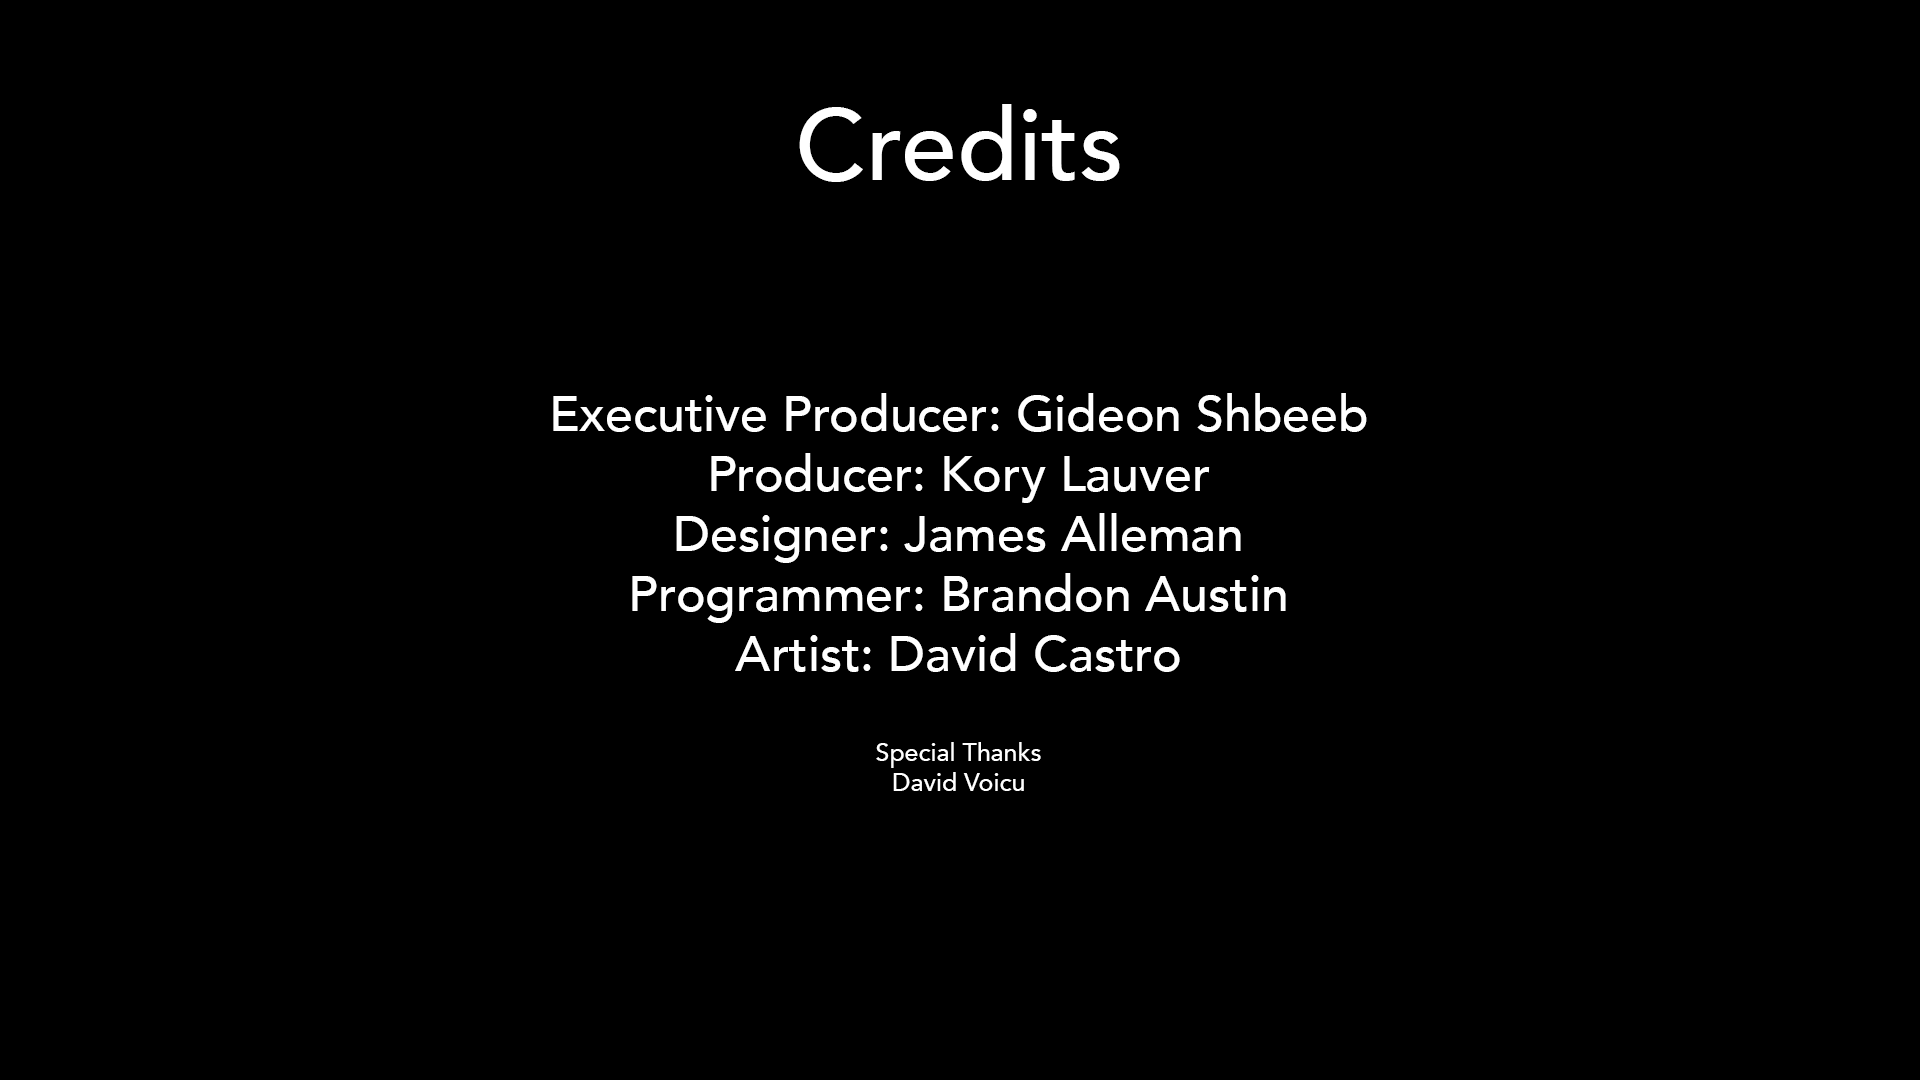 Credits
Executive Producer: Gideon Shbeeb
Producer: Kory Lauver
Designer: James Alleman
Programmer: Brandon Austin
Artist: David Castro
Special Thanks
David Voicu